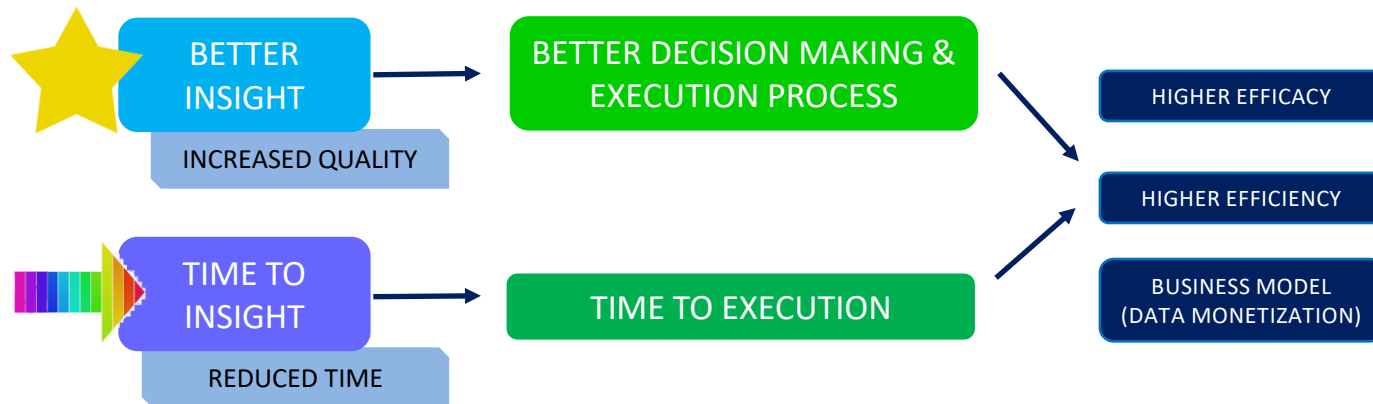 BETTER
INSIGHT
INCREASED QUALITY
BETTER DECISION MAKING &
EXECUTION PROCESS
TIME TO
INSIGHT
REDUCED TIME
TIME TO EXECUTION
HIGHER EFFICACY
HIGHER EFFICIENCY
BUSINESS MODEL
(DATA MONETIZATION)